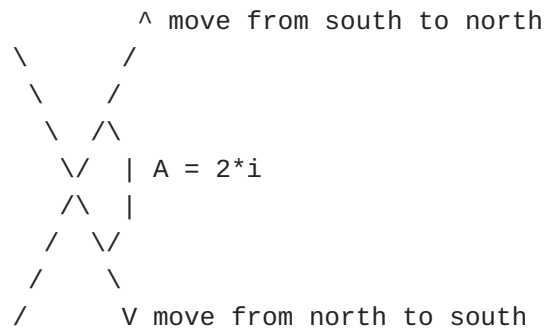 ^ move from south to north
\      /
 \    /
  \  /\
   \/  | A = 2*i
   /\  |
  /  \/
 /    \
/      V move from north to south